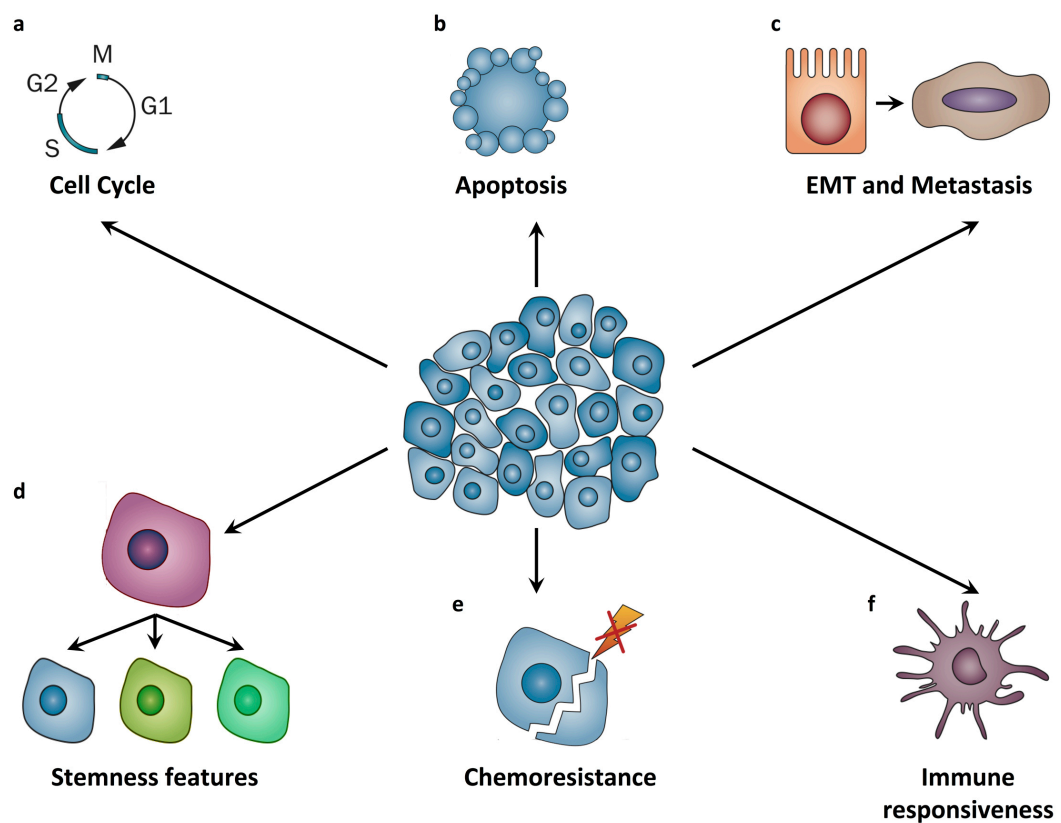 a
M
G2
G1
S
Cell Cycle
b
Apoptosis
c
EMT and Metastasis
d
Stemness features
e
Chemoresistance
f
Immune
responsiveness